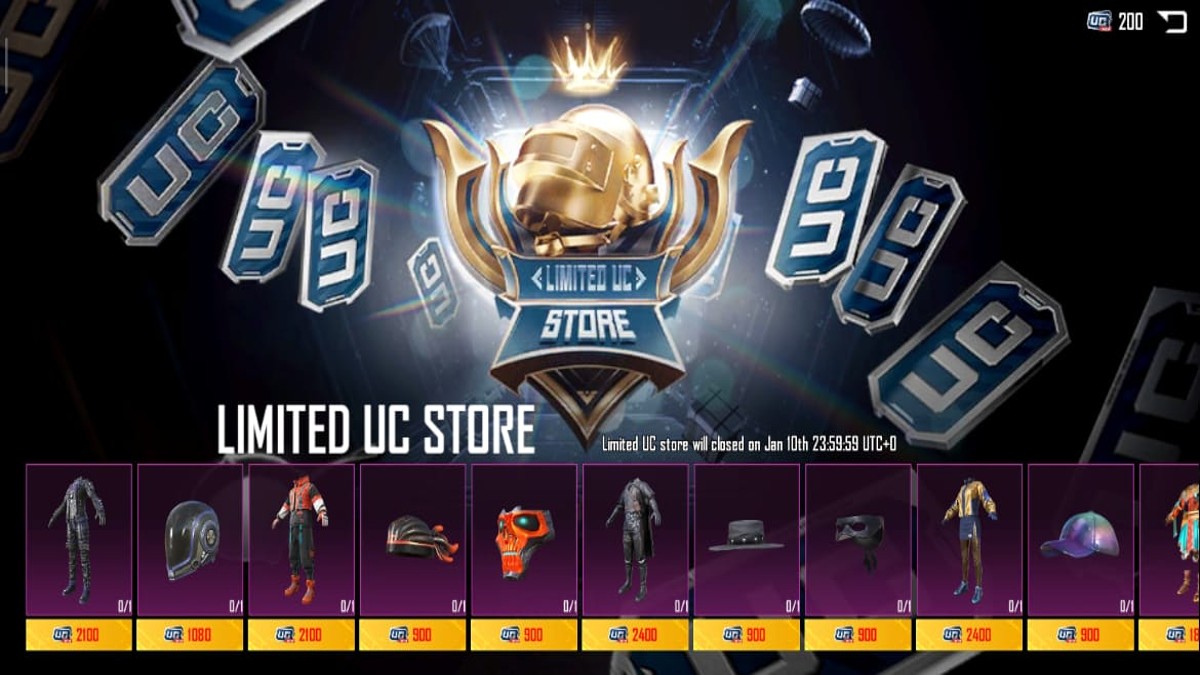 200
UC
UC
UC
UC
UC
UC
UC
LIMITED UC
STORE
LIMITED UC STORE
Limited UC store will closed on Jan 10th 23:59:59 UTC+0
0/1 0/1 0/1 0/1 0/1 0/1 0/1 0/1 0/1 0/1
2100 1080 2100 900 900 2400 900 900 2400 900